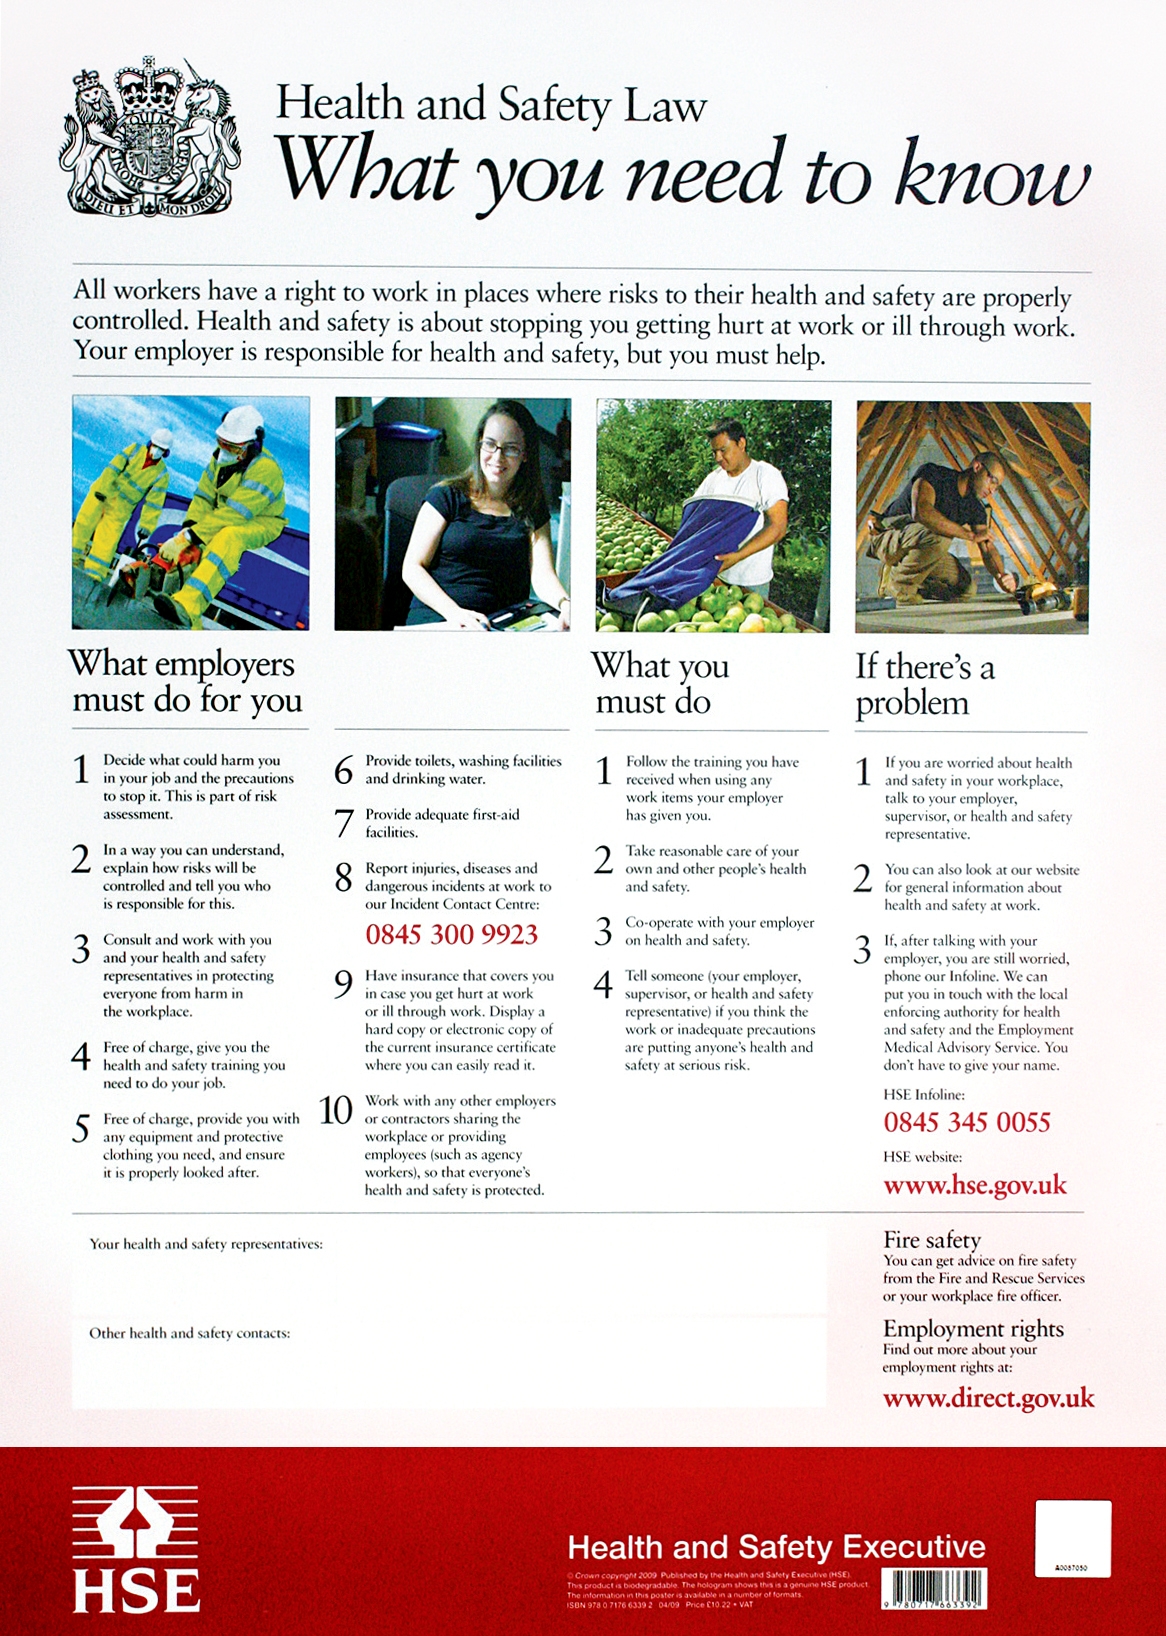 QUI
DIEU ET MON DROIT
Health and Safety Law
What you need to know
All workers have a right to work in places where risks to their health and safety are properly
controlled. Health and safety is about stopping you getting hurt at work or ill through work.
Your employer is responsible for health and safety, but you must help.
What employers
must do for you
1 Decide what could harm you
in your job and the precautions
to stop it. This is part of risk
assessment.
2 In a way you can understand,
explain how risks will be
controlled and tell you who
is responsible for this.
3 Consult and work with you
and your health and safety
representatives in protecting
everyone from harm in
the workplace.
4 Free of charge, give you the
health and safety training you
need to do your job.
5 Free of charge, provide you with
any equipment and protective
clothing you need, and ensure
it is properly looked after.
6 Provide toilets, washing facilities
and drinking water.
7 Provide adequate first-aid
facilities.
8 Report injuries, diseases and
dangerous incidents at work to
our Incident Contact Centre:
0845 300 9923
9 Have insurance that covers you
in case you get hurt at work
or ill through work. Display a
hard copy or electronic copy of
the current insurance certificate
where you can easily read it.
10 Work with any other employers
or contractors sharing the
workplace or providing
employees (such as agency
workers), so that everyone's
health and safety is protected.
What you
must do
1 Follow the training you have
received when using any
work items your employer
has given you.
2 Take reasonable care of your
own and other people's health
and safety.
3 Co-operate with your employer
on health and safety.
4 Tell someone (your employer,
supervisor, or health and safety
representative) if you think the
work or inadequate precautions
are putting anyone's health and
safety at serious risk.
If there's a
problem
1 If you are worried about health
and safety in your workplace,
talk to your employer,
supervisor, or health and safety
representative.
2 You can also look at our website
for general information about
health and safety at work.
3 If, after talking with your
employer, you are still worried,
phone our Infoline. We can
put you in touch with the local
enforcing authority for health
and safety and the Employment
Medical Advisory Service. You
don't have to give your name.
HSE Infoline:
0845 345 0055
HSE website:
www.hse.gov.uk
Your health and safety representatives:
Other health and safety contacts:
Fire safety
You can get advice on fire safety
from the Fire and Rescue Services
or your workplace fire officer.
Employment rights
Find out more about your
employment rights at:
www.direct.gov.uk
HSE
Health and Safety Executive
© Crown copyright 2009 Published by the Health and Safety Executive (HSE).
This product is biodegradable. The hologram shows this is a genuine HSE product.
The information in this poster is available in a number of formats.
ISBN 978 0 7176 6339 2 04/09 Price £10.22 + VAT
9 780717 663392
A0057050